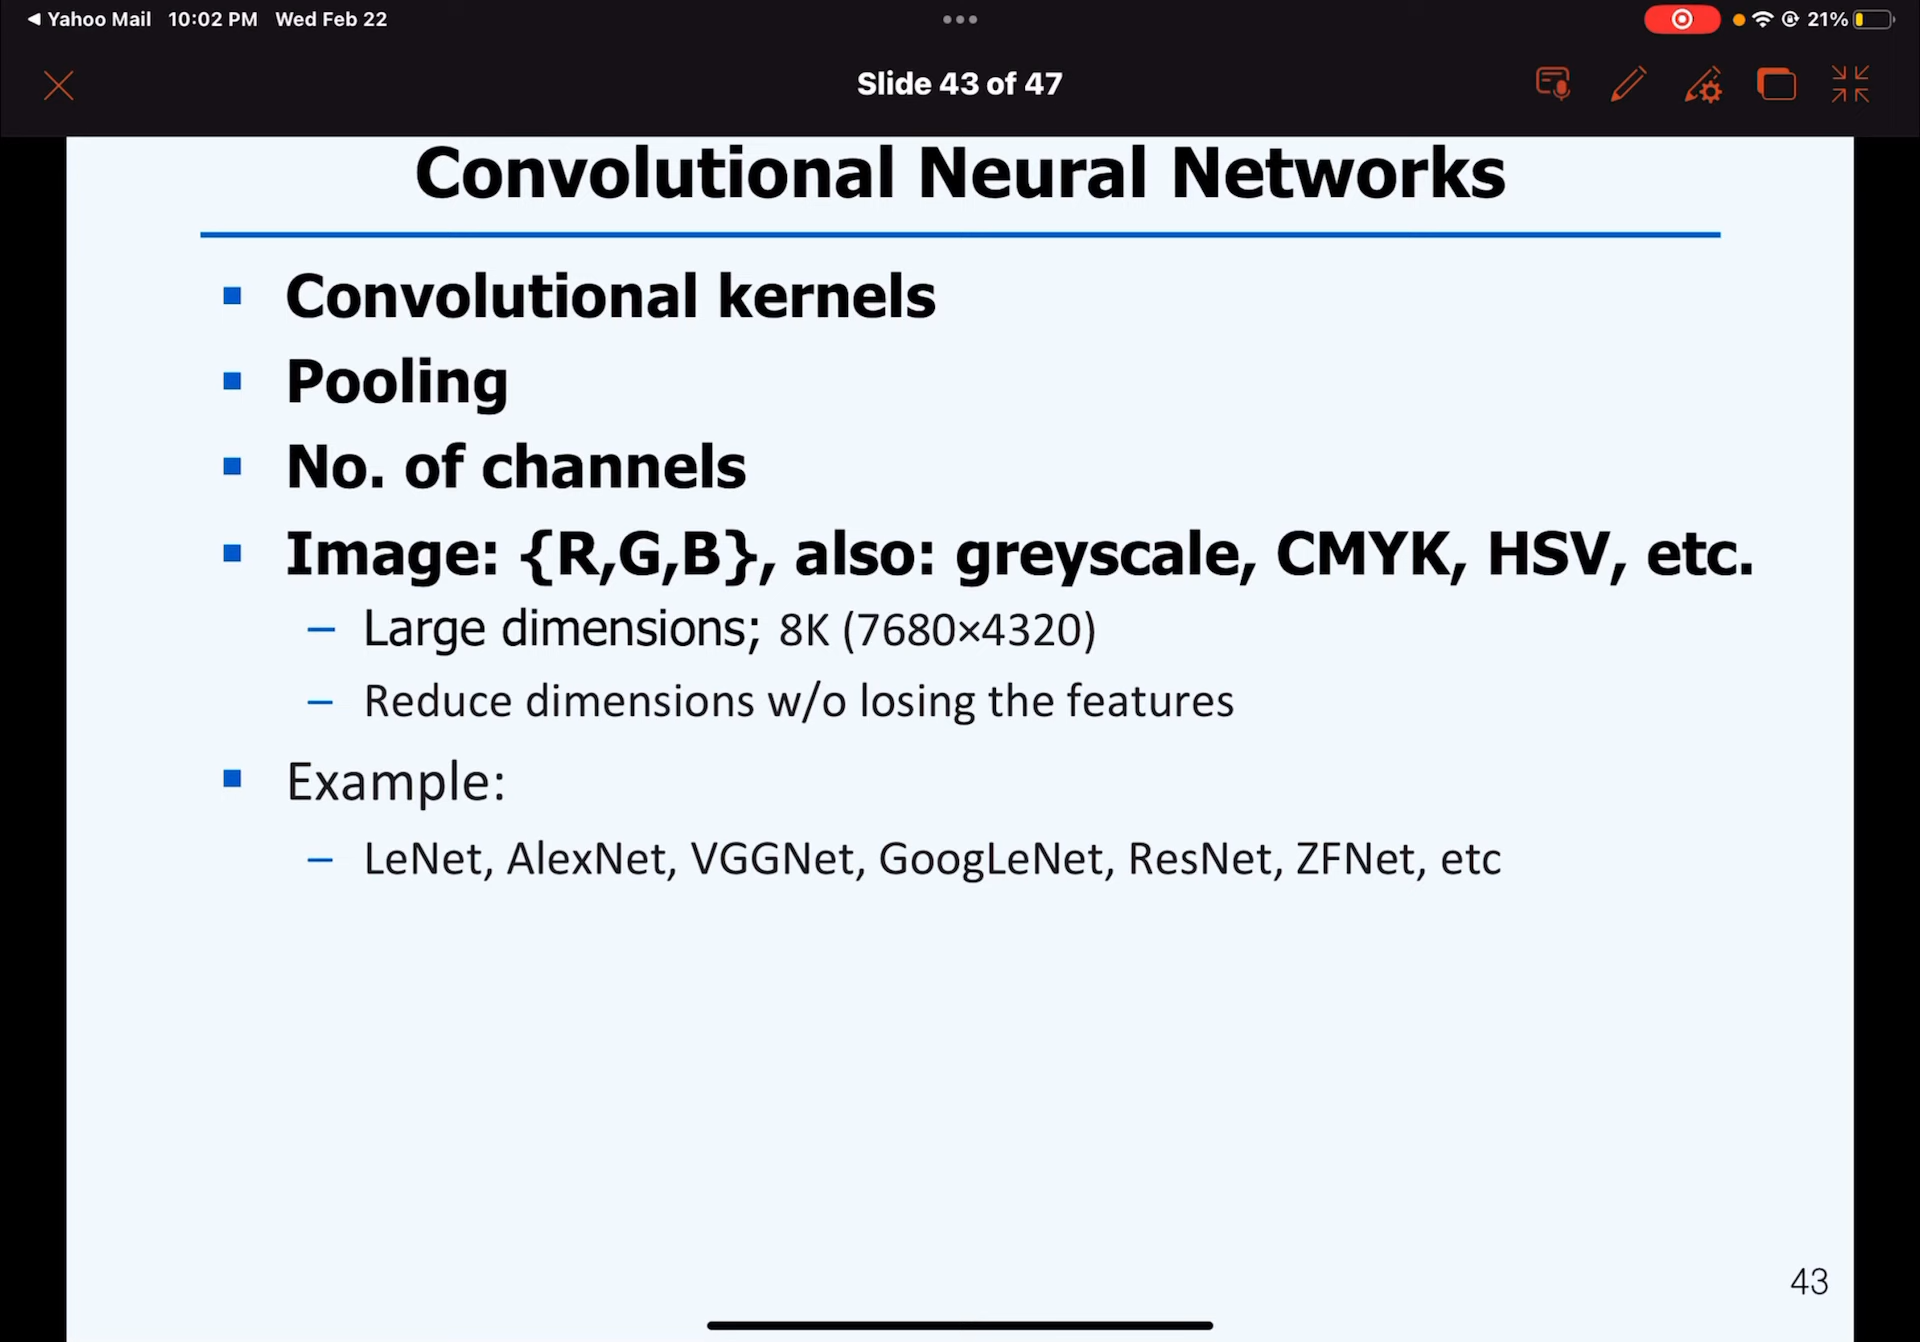 Yahoo Mail 10:02 PM Wed Feb 22
21%
Slide 43 of 47
Convolutional Neural Networks
Convolutional kernels
Pooling
No. of channels
Image: {R,G,B}, also: greyscale, CMYK, HSV, etc.
– Large dimensions; 8K (7680×4320)
– Reduce dimensions w/o losing the features
Example:
– LeNet, AlexNet, VGGNet, GoogLeNet, ResNet, ZFNet, etc
43